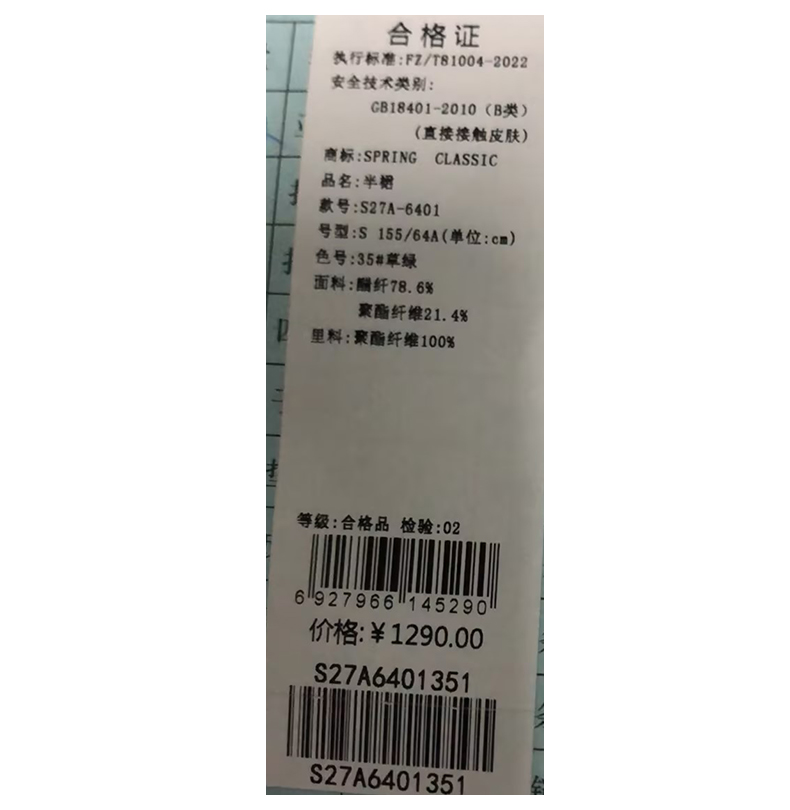 合格证
执行标准:FZ/T81004-2022
安全技术类别:
GB18401-2010（B类）
(直接接触皮肤)
商标:SPRING CLASSIC
品名:半裙
款号:S27A-6401
号型:S 155/64A(单位:cm)
色号:35#草绿
面料:醋纤78.6%
聚酯纤维21.4%
里料:聚酯纤维100%
等级:合格品 检验:02
6 927966 145290
价格:¥1290.00
S27A6401351
S27A6401351